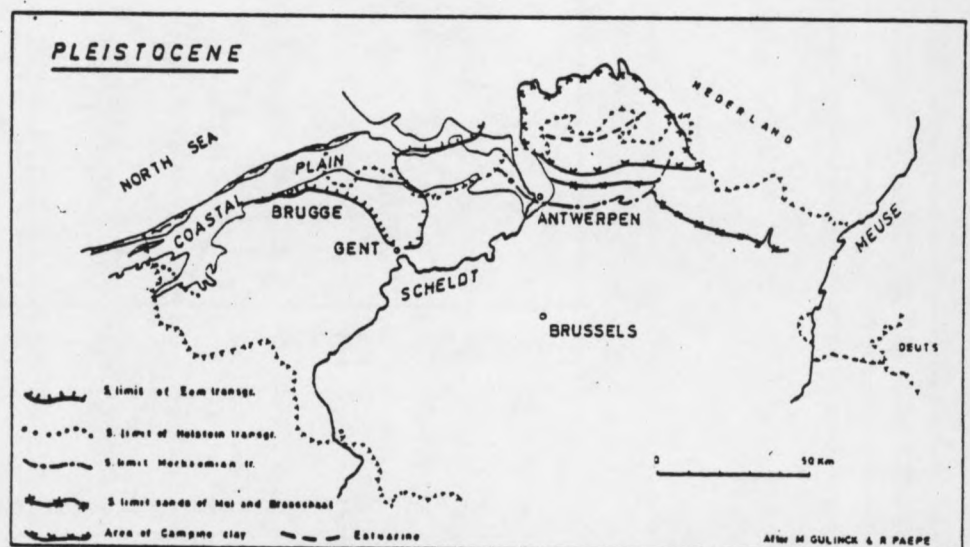 PLEISTOCENE
NORTH SEA
NEDERLAND
COASTAL PLAIN
BRUGGE
ANTWERPEN
GENT
SCHELDT
MEUSE
BRUSSELS
DEUTS
S. limit of Eem transgr.
S. limit of Holstein transgr.
S. limit Merksemian tr.
S. limit sands of Mol and Brasschaat
Area of Campine clay
Estuarine
0 50 Km
After M GULINCK & R PAEPE